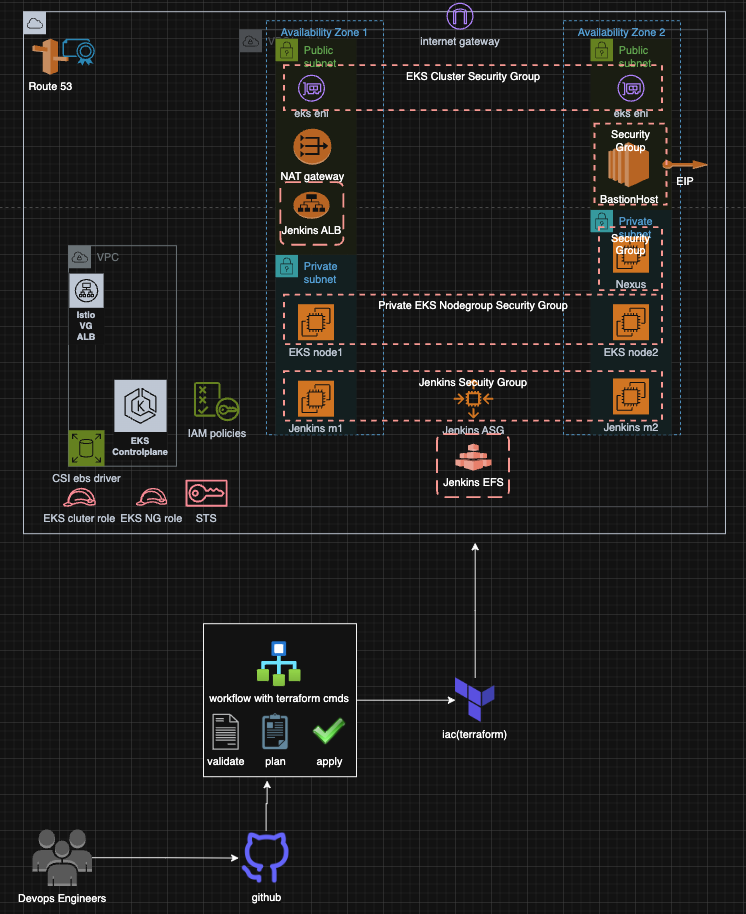 Route 53
internet gateway
Availability Zone 1
Availability Zone 2
Public
subnet
Public
subnet
EKS Cluster Security Group
eks eni
eks eni
Security
Group
BastionHost
EIP
NAT gateway
Jenkins ALB
Private
subnet
Private
subnet
Security
Group
Nexus
VPC
Istio
VG
ALB
Private EKS Nodegroup Security Group
EKS node1
EKS node2
Jenkins Secuity Group
Jenkins m1
Jenkins ASG
Jenkins m2
Jenkins EFS
EKS
Controlplane
IAM policies
CSI ebs driver
EKS cluter role
EKS NG role
STS
workflow with terraform cmds
validate
plan
apply
iac(terraform)
Devops Engineers
github